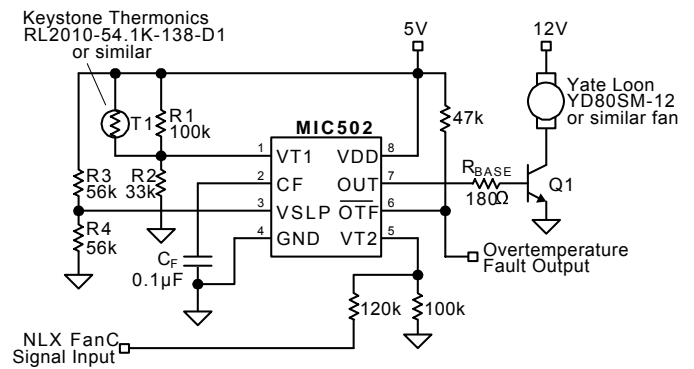 Keystone Thermonics
RL2010-54.1K-138-D1
or similar
5V
12V
Yate Loon
YD80SM-12
or similar fan
T1
R1
100k
47k
MIC502
R3
56k
R2
33k
1
VT1
VDD
8
2
CF
OUT
7
RBASE
180Ω
Q1
3
VSLP
OTF
6
4
GND
VT2
5
R4
56k
CF
0.1µF
Overtemperature
Fault Output
120k
100k
NLX FanC
Signal Input